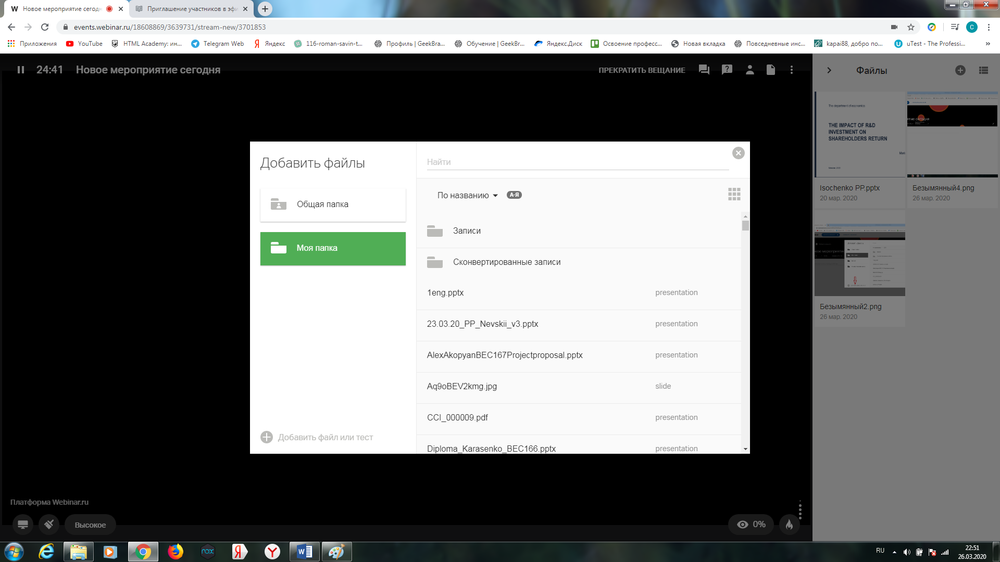 Новое мероприятие сегодн
Приглашение участников в эфи
events.webinar.ru/18608869/3639731/stream-new/3701853
С
Приложения
YouTube
HTML Academy: ин...
Telegram Web
Яндекс
116-roman-savin-t...
Профиль | GeekBra...
Обучение | GeekBr...
Яндекс.Диск
Освоение професс...
Новая вкладка
Повседневные инс...
kapai88, добро по...
uTest - The Professi...
24:41
Новое мероприятие сегодня
ПРЕКРАТИТЬ ВЕЩАНИЕ
Файлы
The department of economics
THE IMPACT OF R&D
INVESTMENT ON
SHAREHOLDERS RETURN
Isochenko PP.pptx
20 мар. 2020
Безымянный4.png
26 мар. 2020
Безымянный2.png
26 мар. 2020
Добавить файлы
Общая папка
Моя папка
Добавить файл или тест
Найти
По названию
А-Я
Записи
Сконвертированные записи
1eng.pptx presentation
23.03.20_PP_Nevskii_v3.pptx presentation
AlexAkopyanBEC167Projectproposal.pptx presentation
Aq9oBEV2kmg.jpg slide
CCI_000009.pdf presentation
Diploma_Karasenko_BEC166.pptx presentation
Платформа Webinar.ru
Высокое
0%
RU
22:51
26.03.2020